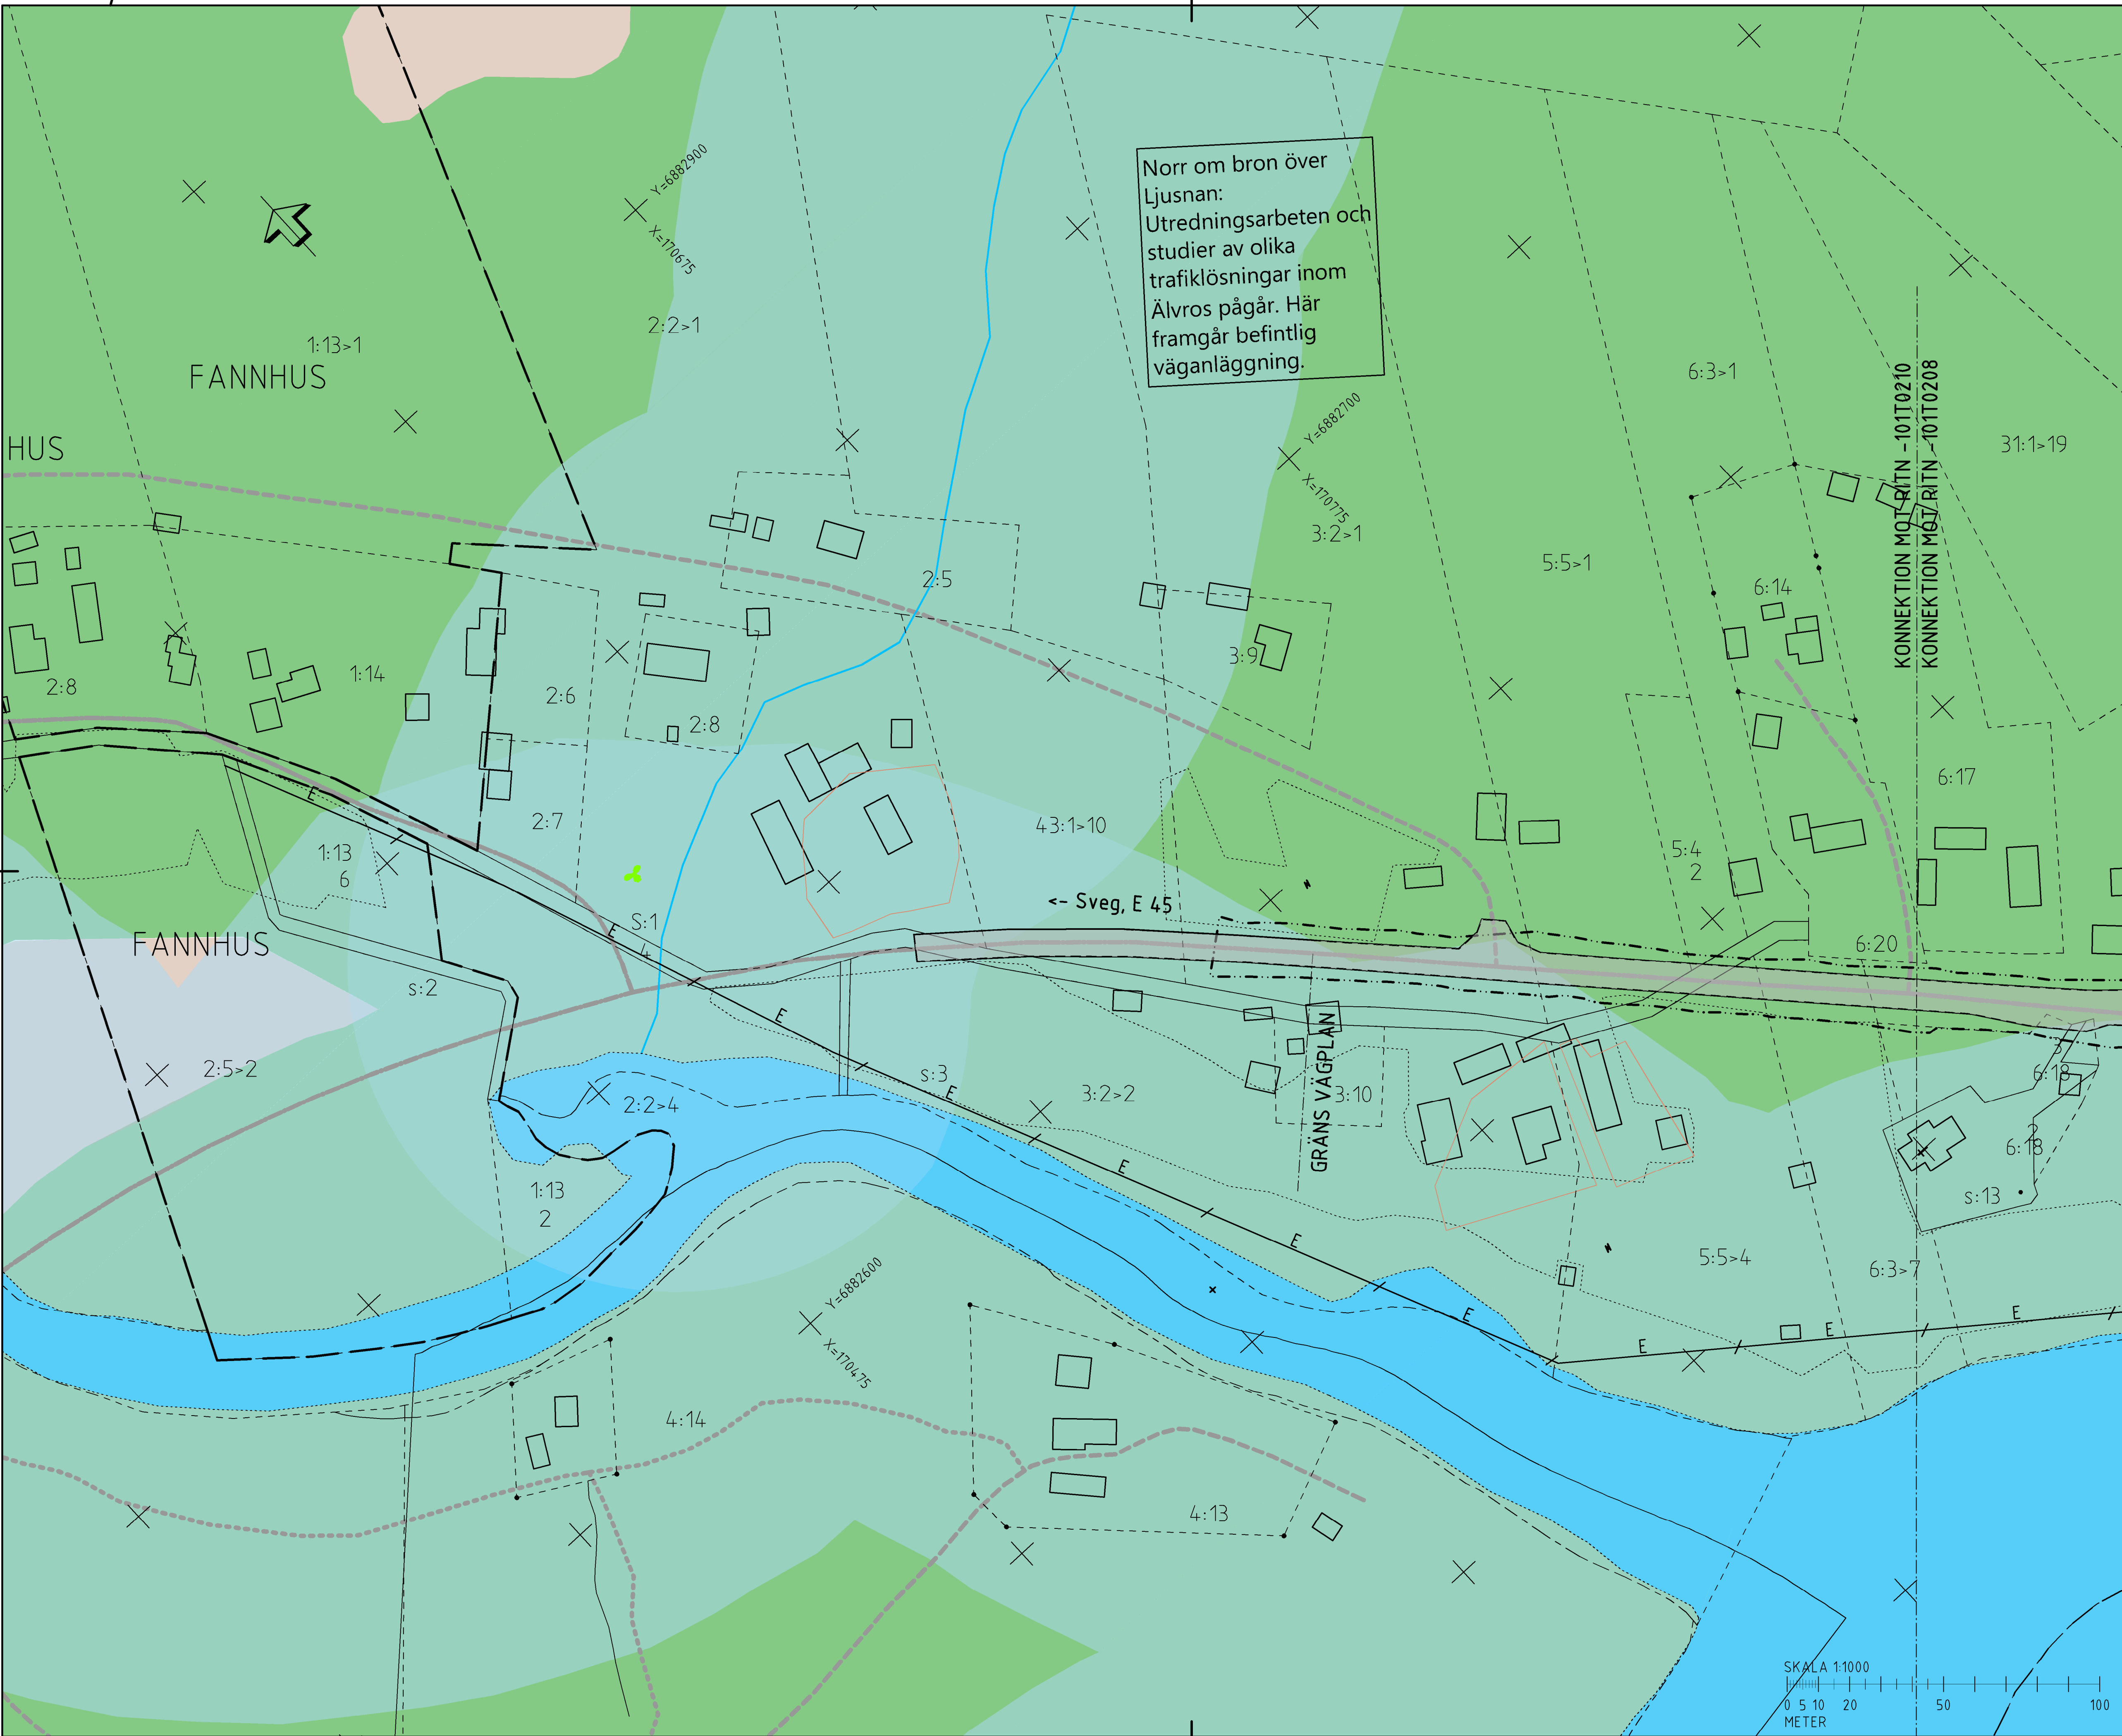 Y=6882900
X=170675
Norr om bron över
Ljusnan:
Utredningsarbeten och
studier av olika
trafiklösningar inom
Älvros pågår. Här
framgår befintlig
väganläggning.
2:2>1
1:13>1
FANNHUS
6:3>1
KONNEKTION MOT RITN -101T0210
KONNEKTION MOT RITN -101T0208
Y=6882700
X=170775
HUS
31:1>19
3:2>1
5:5>1
2:5
6:14
3:9
1:14
2:8
2:6
2:8
6:17
2:7
43:1>10
1:13
6
5:4
2
E
<- Sveg, E 45
S:1
4
E
FANNHUS
6:20
s:2
E
GRÄNS VÄGPLAN
3
6:18
2:5>2
s:3
E
3:2>2
3:10
2:2>4
2
6:18
E
1:13
2
s:13
E
5:5>4
6:3>7
Y=6882600
X=170475
E
E
E
E
4:14
4:13
SKALA 1:1000
0 5 10 20 50 100
METER